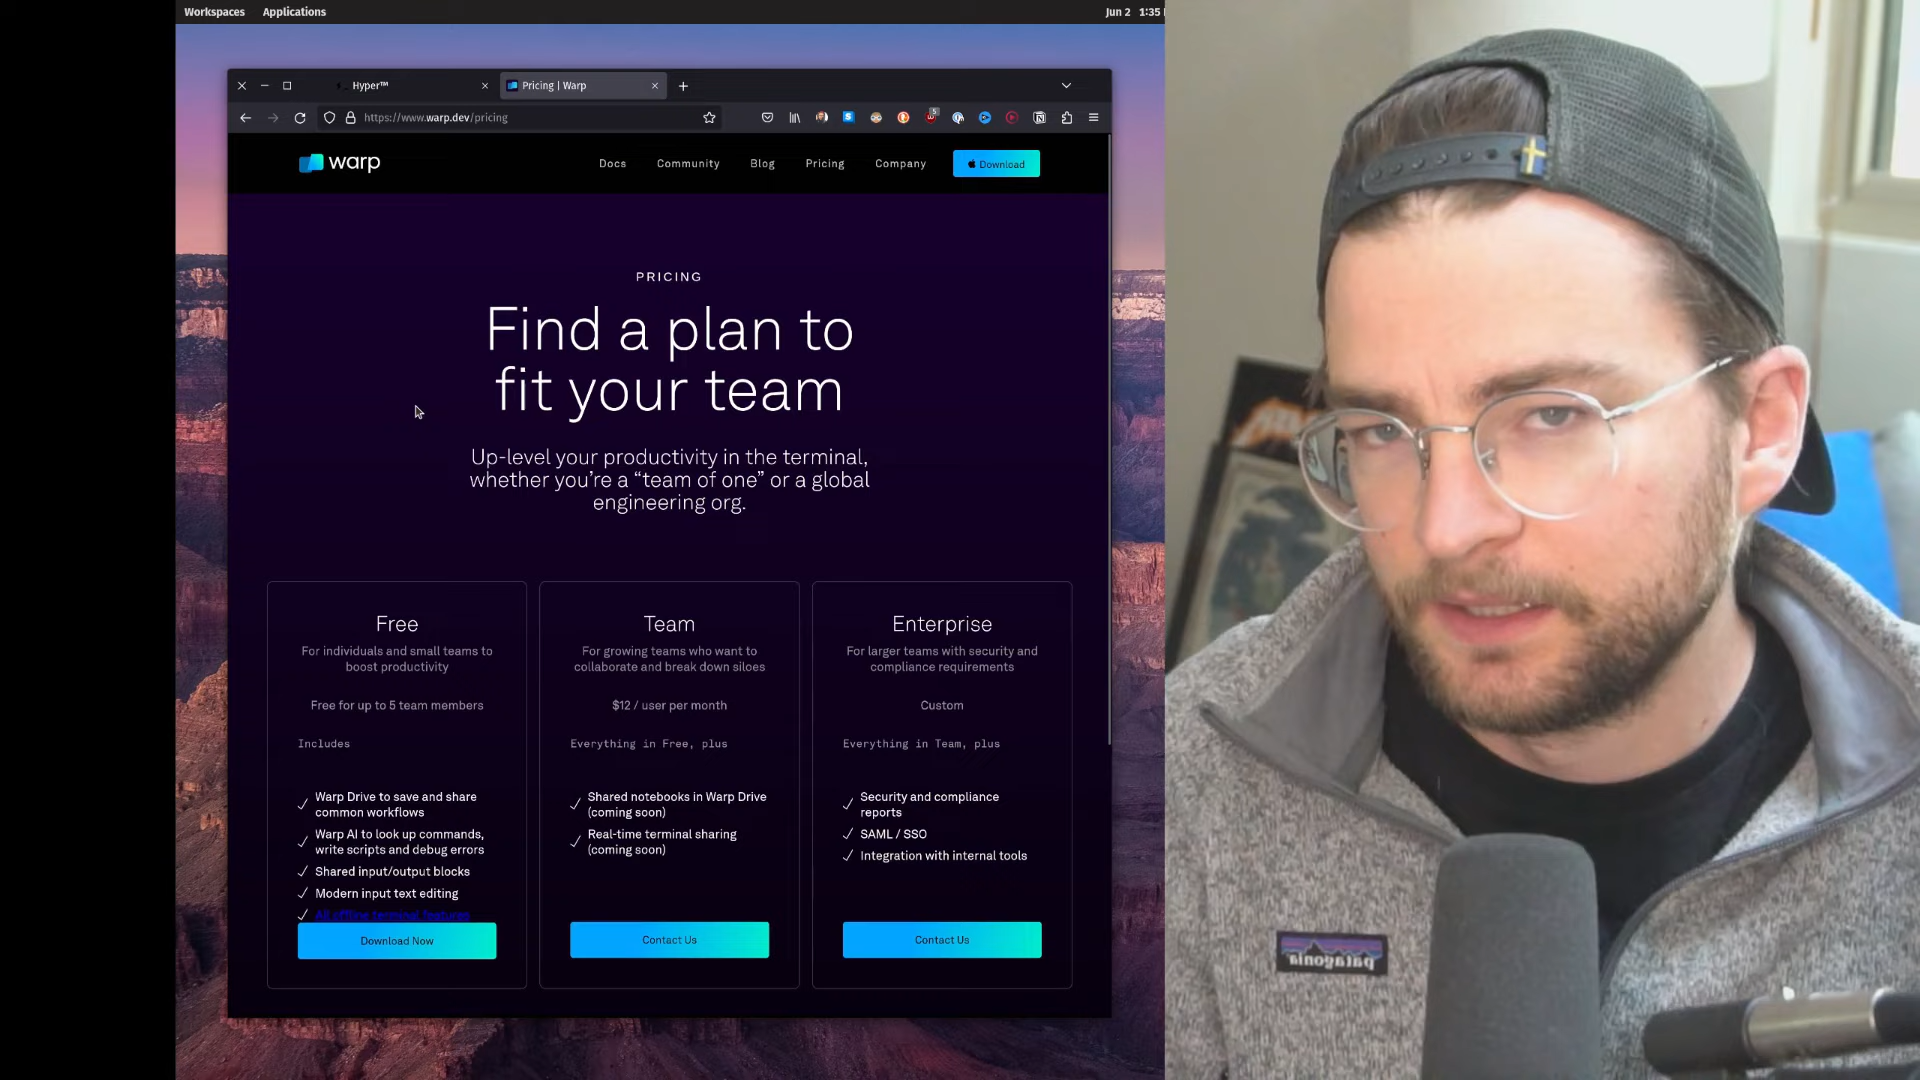 Workspaces Applications
Jun 2 1:35
Hyper™
Pricing | Warp
5
https://www.warp.dev/pricing
warp
Docs Community Blog Pricing Company Download
PRICING
Find a plan to
fit your team
Up-level your productivity in the terminal,
whether you're a “team of one” or a global
engineering org.
Free
For individuals and small teams to
boost productivity
Free for up to 5 team members
Includes
Warp Drive to save and share
common workflows
Warp AI to look up commands,
write scripts and debug errors
Shared input/output blocks
Modern input text editing
All offline terminal features
Download Now
Team
For growing teams who want to
collaborate and break down siloes
$12 / user per month
Everything in Free, plus
Shared notebooks in Warp Drive
(coming soon)
Real-time terminal sharing
(coming soon)
Contact Us
Enterprise
For larger teams with security and
compliance requirements
Custom
Everything in Team, plus
Security and compliance
reports
SAML / SSO
Integration with internal tools
Contact Us
patagonia